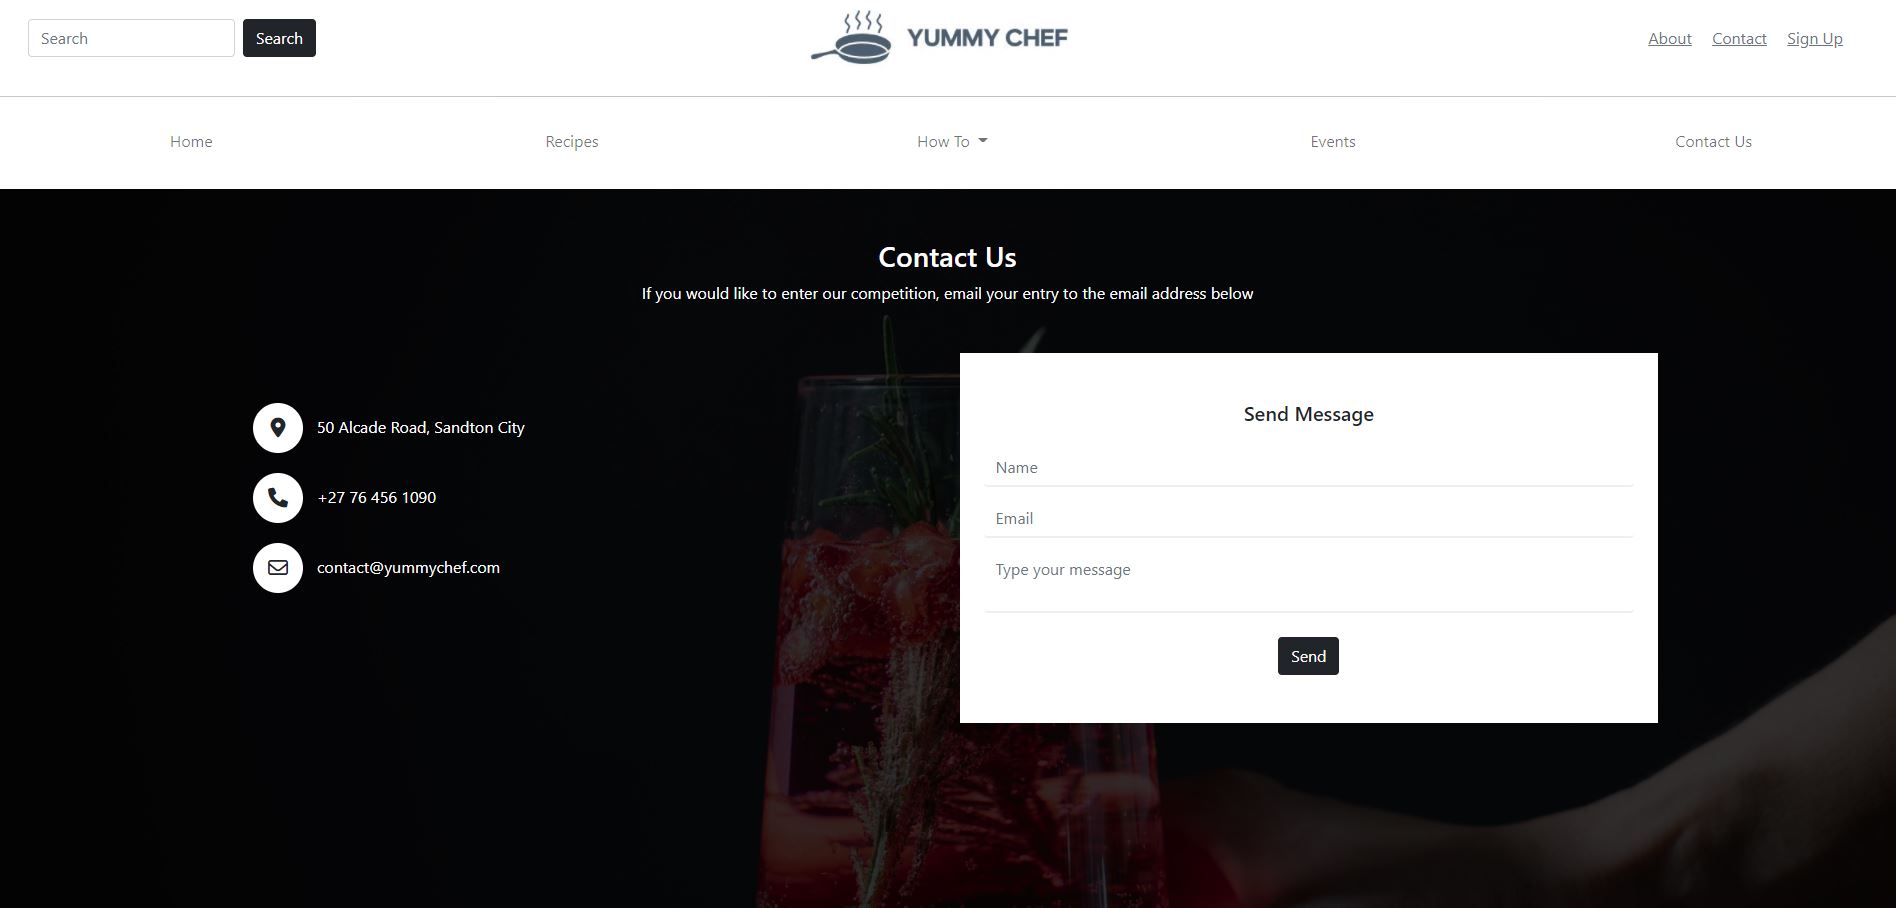 Search
Search
YUMMY CHEF
About
Contact
Sign Up
Home
Recipes
How To
Events
Contact Us
Contact Us
If you would like to enter our competition, email your entry to the email address below
50 Alcade Road, Sandton City
+27 76 456 1090
contact@yummychef.com
Send Message
Name
Email
Type your message
Send